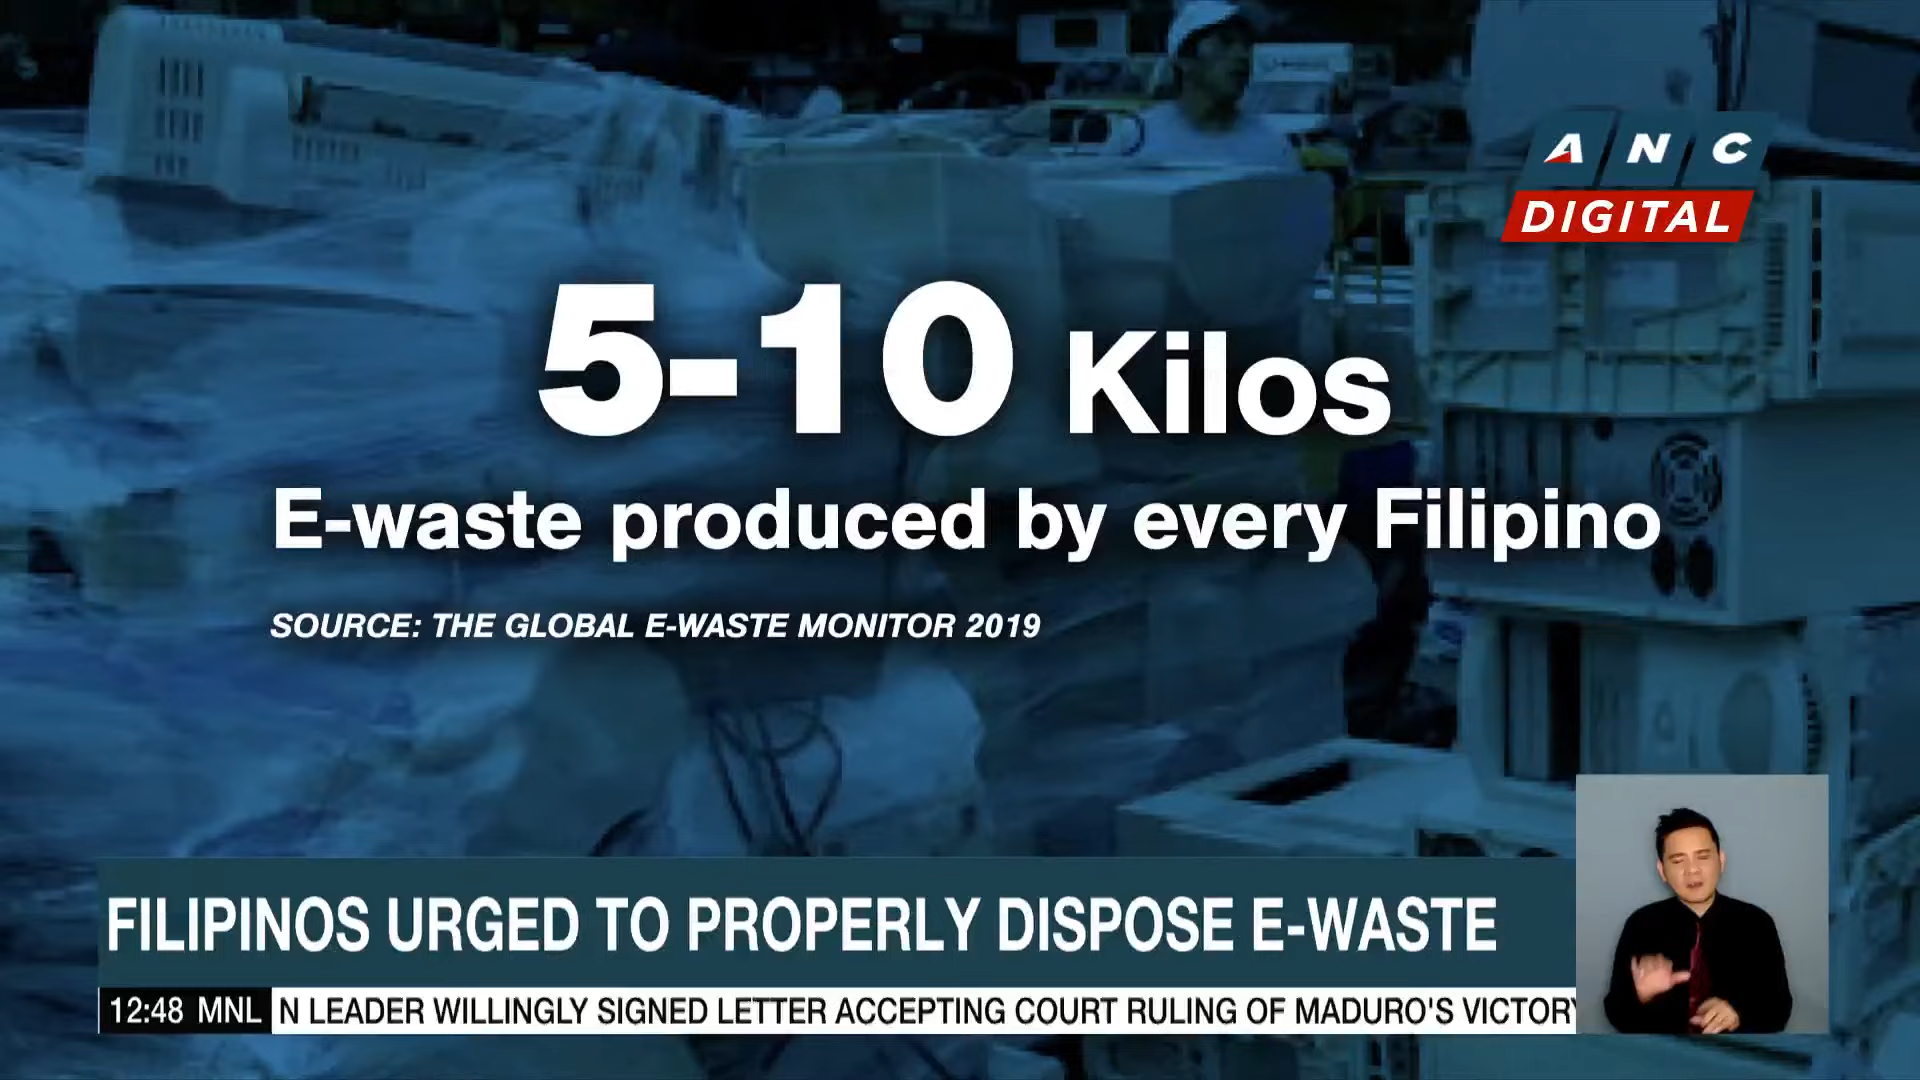 ANC
DIGITAL
5-10 Kilos
E-waste produced by every Filipino
SOURCE: THE GLOBAL E-WASTE MONITOR 2019
FILIPINOS URGED TO PROPERLY DISPOSE E-WASTE
12:48 MNL N LEADER WILLINGLY SIGNED LETTER ACCEPTING COURT RULING OF MADURO'S VICTORY